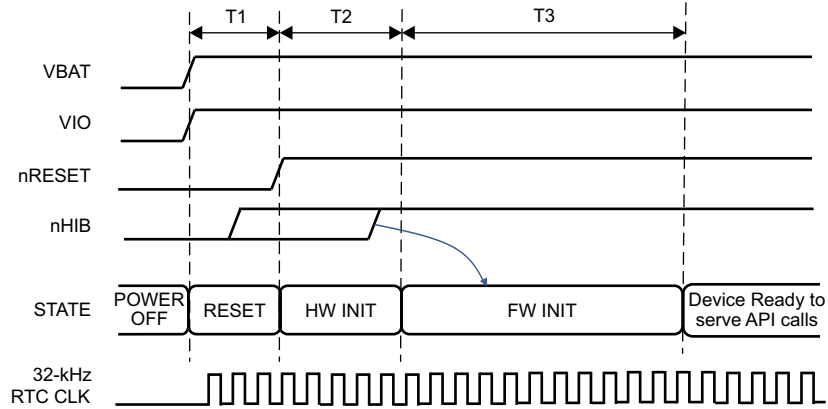 T1 T2 T3
VBAT
VIO
nRESET
nHIB
STATE
POWER
OFF
RESET
HW INIT
FW INIT
Device Ready to
serve API calls
32-kHz
RTC CLK